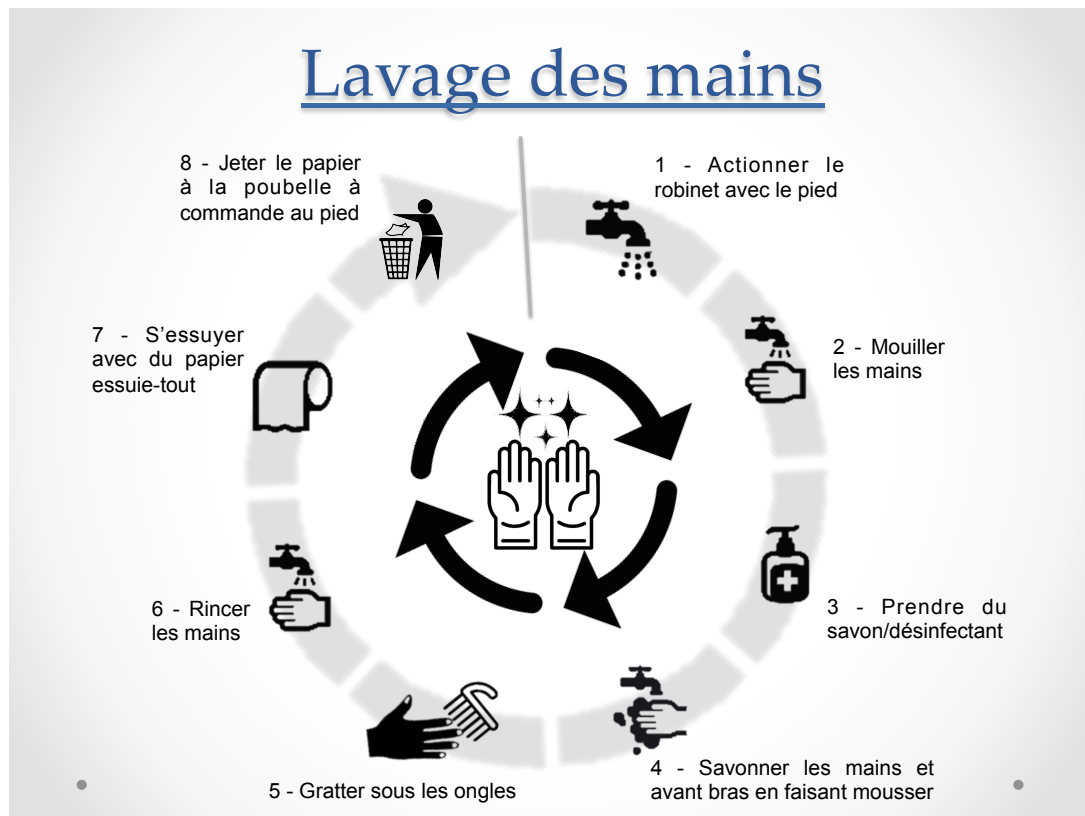 Lavage des mains
1 - Actionner le
robinet avec le pied
2 - Mouiller
les mains
3 - Prendre du
savon/désinfectant
4 - Savonner les mains et
avant bras en faisant mousser
5 - Gratter sous les ongles
6 - Rincer
les mains
7 - S’essuyer
avec du papier
essuie-tout
8 - Jeter le papier
à la poubelle à
commande au pied